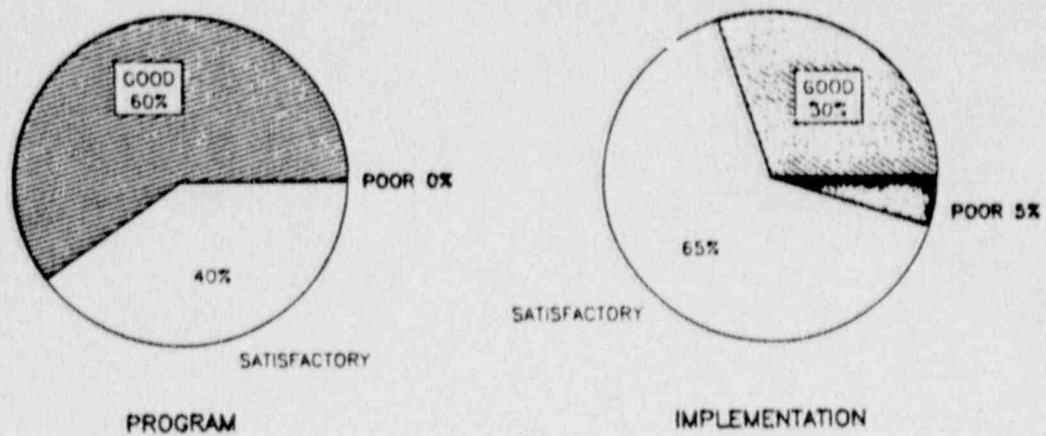 GOOD
60%
POOR 0%
40%
SATISFACTORY
PROGRAM
GOOD
30%
POOR 5%
65%
SATISFACTORY
IMPLEMENTATION